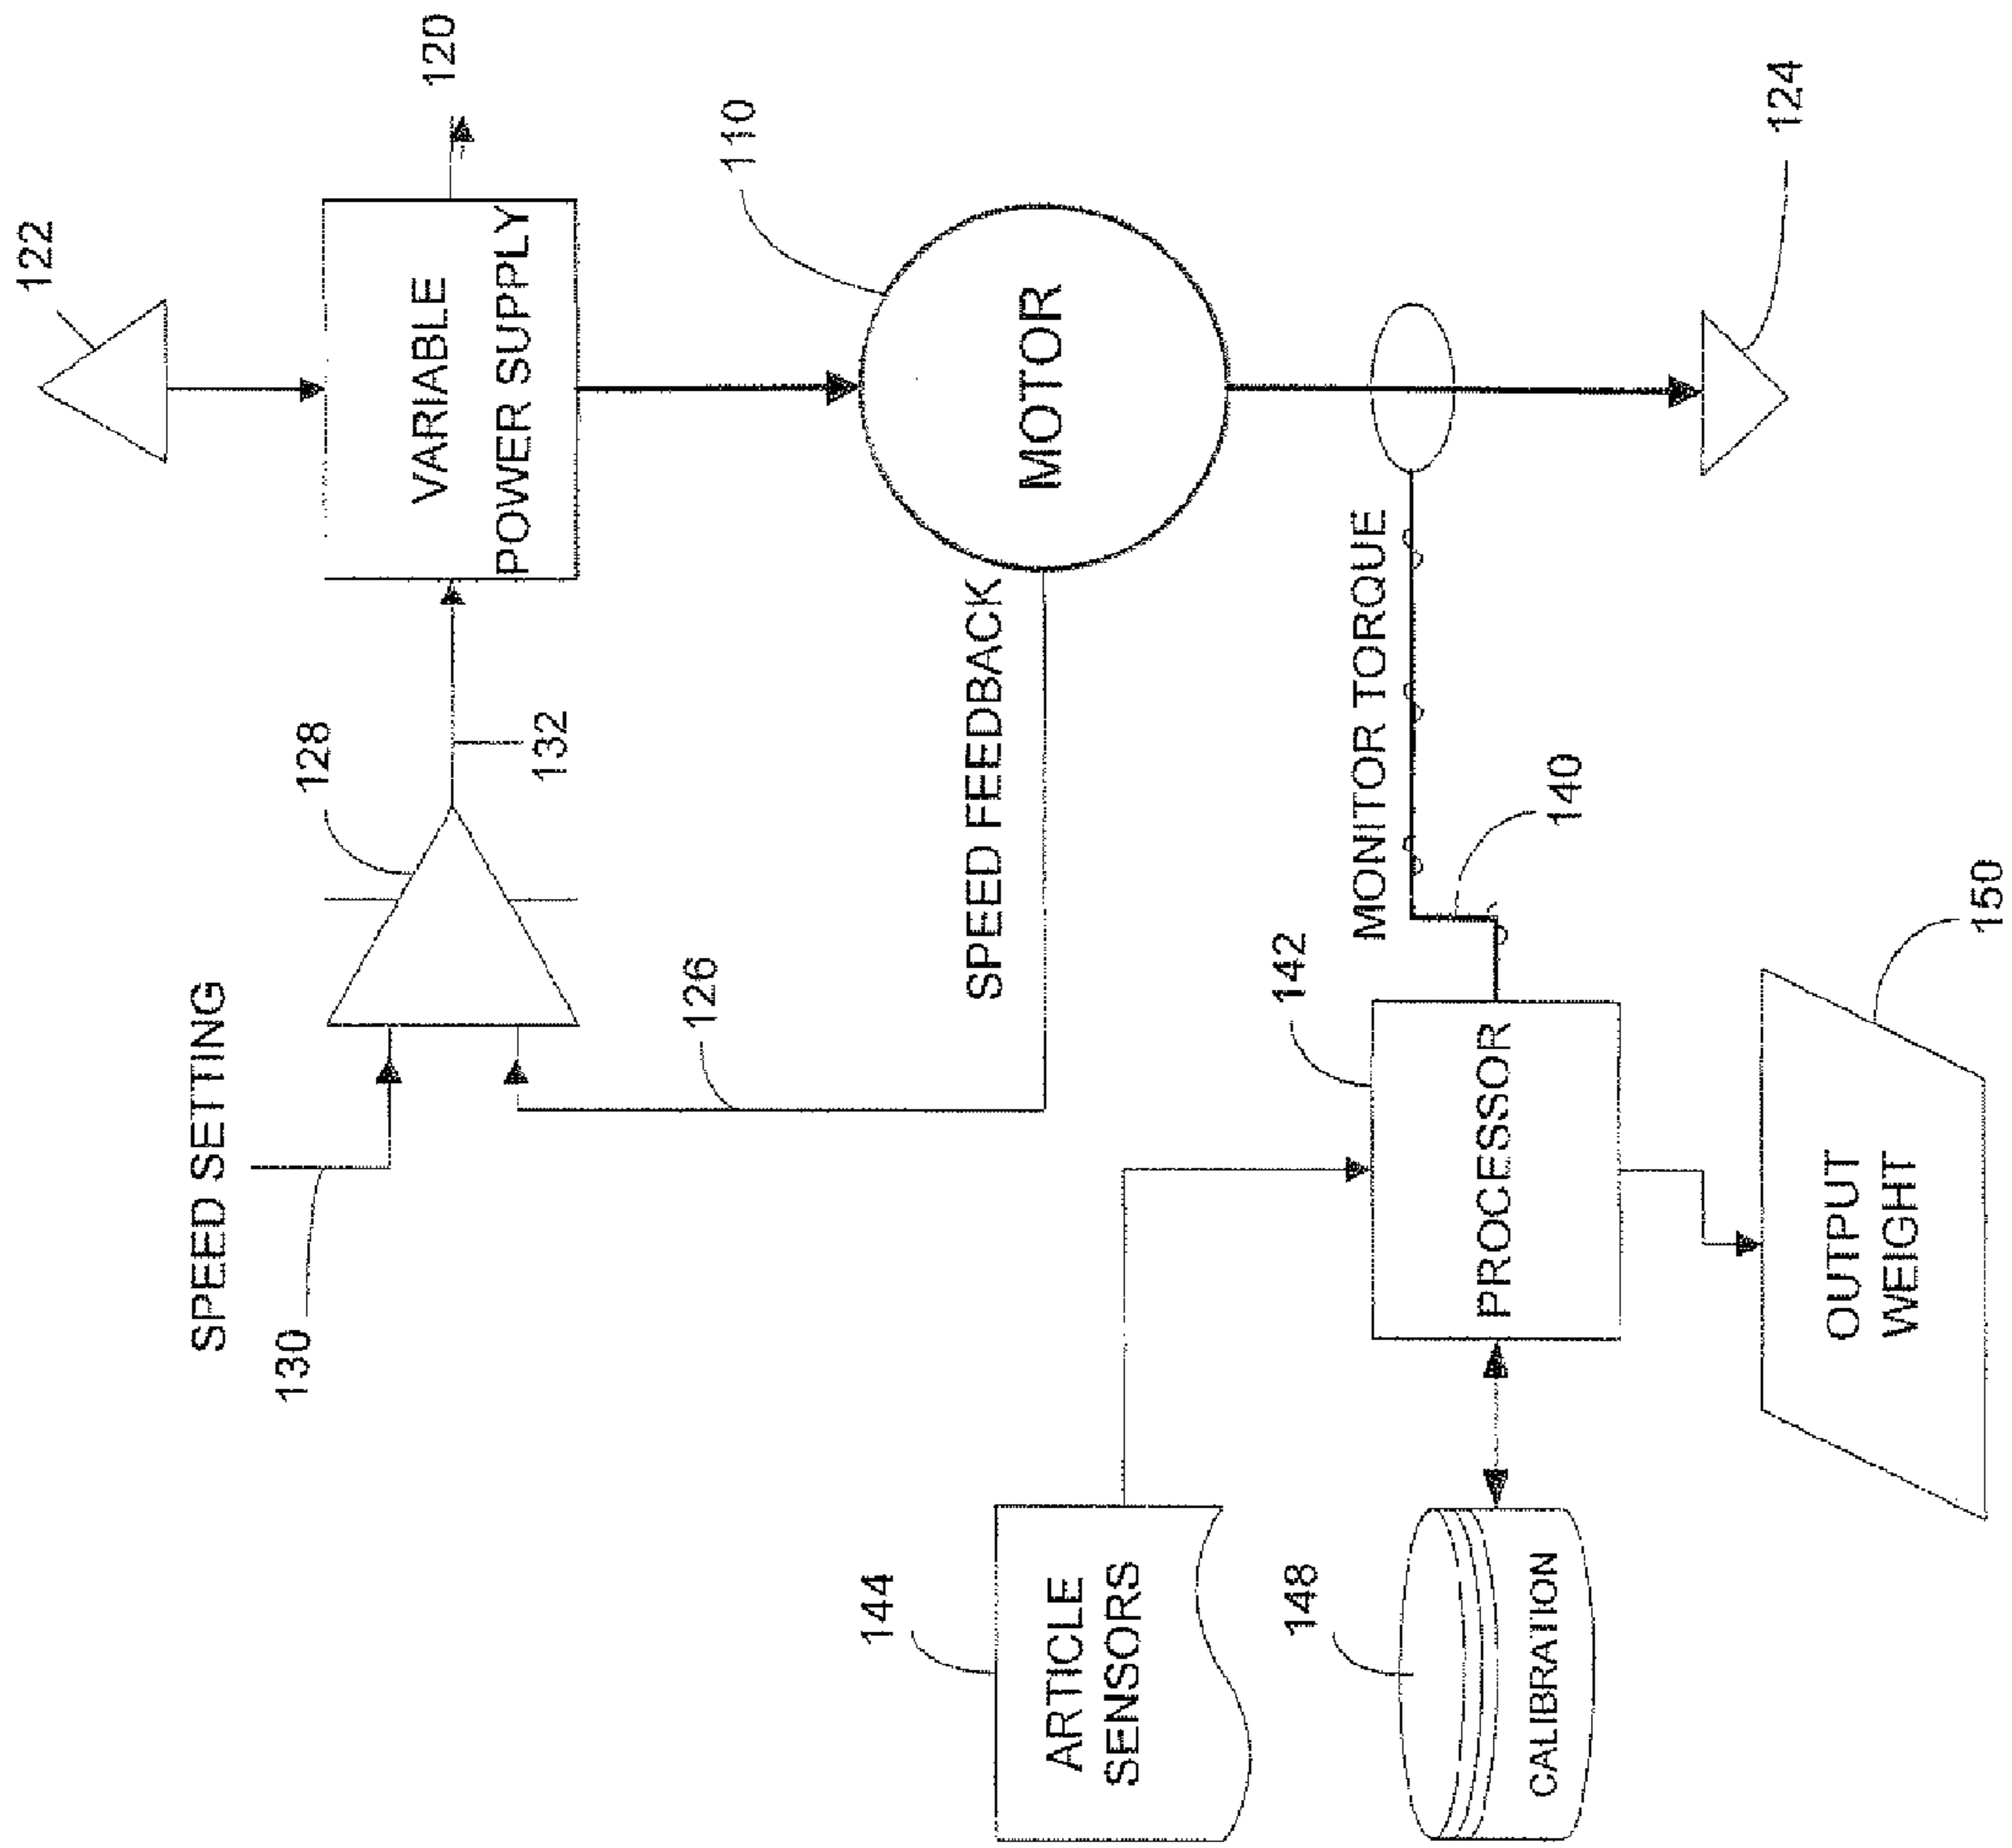 122
120
VARIABLE
POWER SUPPLY
128
132
SPEED SETTING
130
110
MOTOR
SPEED FEEDBACK
126
124
MONITOR TORQUE
140
142
PROCESSOR
144
ARTICLE
SENSORS
148
CALIBRATION
150
OUTPUT
WEIGHT